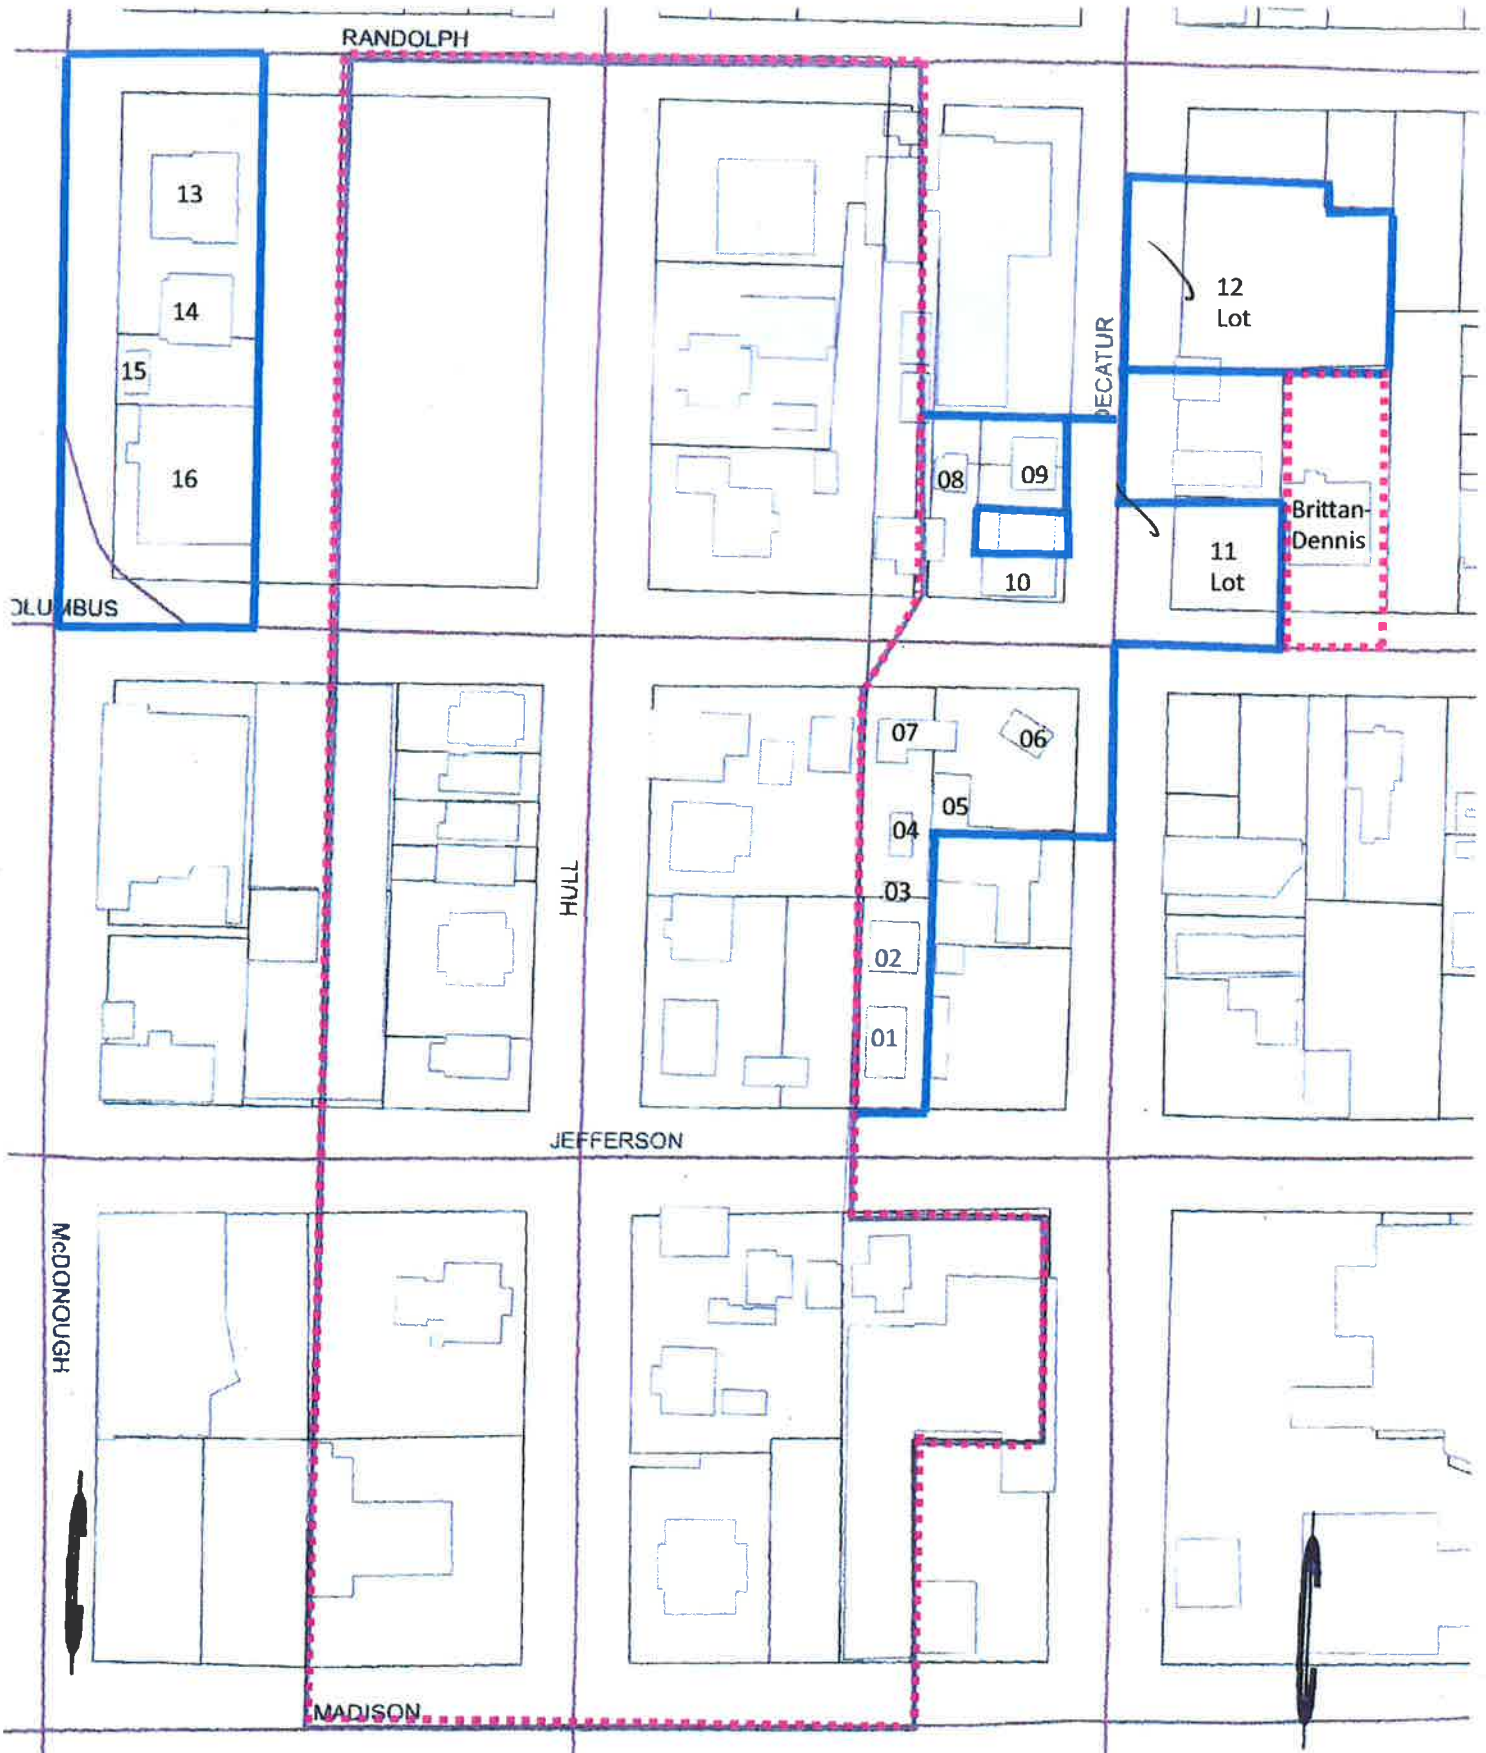 RANDOLPH
13
12
Lot
14
DECATUR
15
08
09
16
Brittan-
Dennis
11
Lot
10
OLUMBUS
07
06
05
04
03
HULL
02
01
JEFFERSON
McDONOUGH
MADISON